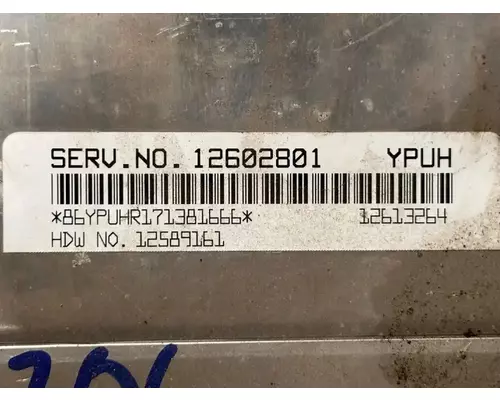 SERV.NO. 12602801 YPUH
*86YPUHR171381666* 12613264
HDW NO. 12589161